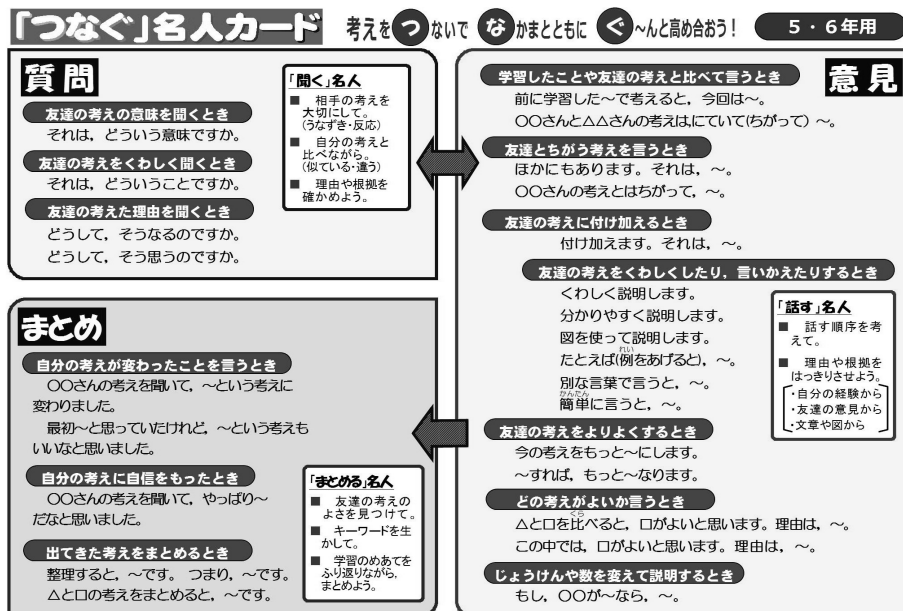 「つなぐ」名人カード
考えをつないでなかまとともにぐ～んと高め合おう！
５・６年用
質問
友達の考えの意味を聞くとき
それは，どういう意味ですか。
友達の考えをくわしく聞くとき
それは，どういうことですか。
友達の考えた理由を聞くとき
どうして，そうなるのですか。
どうして，そう思うのですか。
「聞く」名人
■ 相手の考えを
大切にして。
(うなずき・反応)
■ 自分の考えと
比べながら。
(似ている・違う)
■ 理由や根拠を
確かめよう。
意見
学習したことや友達の考えと比べて言うとき
前に学習した～で考えると，今回は～。
〇〇さんと△△さんの考えは,にていて(ちがって) ～。
友達とちがう考えを言うとき
ほかにもあります。それは，～。
〇〇さんの考えとはちがって，～。
友達の考えに付け加えるとき
付け加えます。それは，～。
友達の考えをくわしくしたり，言いかえたりするとき
くわしく説明します。
分かりやすく説明します。
図を使って説明します。
れい
たとえば(例をあげると)，～。
別な言葉で言うと，～。
かんたん
簡単に言うと，～。
「話す」名人
■ 話す順序を考
えて。
■ 理由や根拠を
はっきりさせよう。
・自分の経験から
・友達の意見から
・文章や図から
友達の考えをよりよくするとき
今の考えをもっと～にします。
～すれば，もっと～なります。
どの考えがよいか言うとき
くら
△と口を比べると，口がよいと思います。理由は，～。
この中では，口がよいと思います。理由は，～。
じょうけんや数を変えて説明するとき
もし，〇〇が～なら，～。
まとめ
自分の考えが変わったことを言うとき
〇〇さんの考えを聞いて，～という考えに
変わりました。
最初～と思っていたけれど，～という考えも
いいなと思いました。
自分の考えに自信をもったとき
〇〇さんの考えを聞いて，やっぱり～
だなと思いました。
出てきた考えをまとめるとき
整理すると，～です。 つまり，～です。
△と口の考えをまとめると，～です。
「まとめる」名人
■ 友達の考えの
よさを見つけて。
■ キーワードを生
かして。
■ 学習のめあてを
ふり返りながら,
まとめよう。